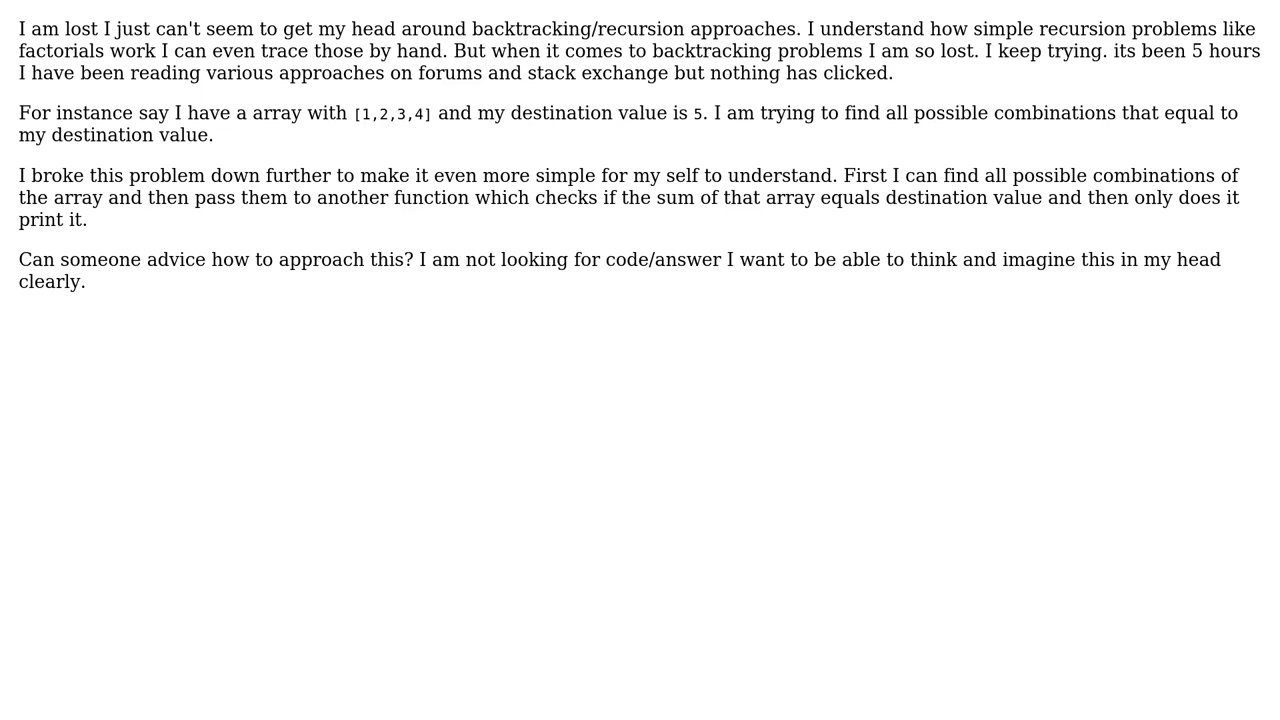 I am lost I just can't seem to get my head around backtracking/recursion approaches. I understand how simple recursion problems like
factorials work I can even trace those by hand. But when it comes to backtracking problems I am so lost. I keep trying. its been 5 hours
I have been reading various approaches on forums and stack exchange but nothing has clicked.
For instance say I have a array with [1,2,3,4] and my destination value is 5. I am trying to find all possible combinations that equal to
my destination value.
I broke this problem down further to make it even more simple for my self to understand. First I can find all possible combinations of
the array and then pass them to another function which checks if the sum of that array equals destination value and then only does it
print it.
Can someone advice how to approach this? I am not looking for code/answer I want to be able to think and imagine this in my head
clearly.